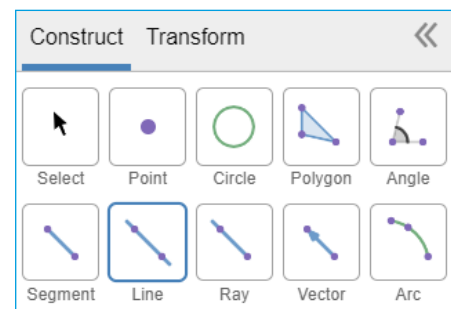 Construct Transform
Select Point Circle Polygon Angle
Segment Line Ray Vector Arc